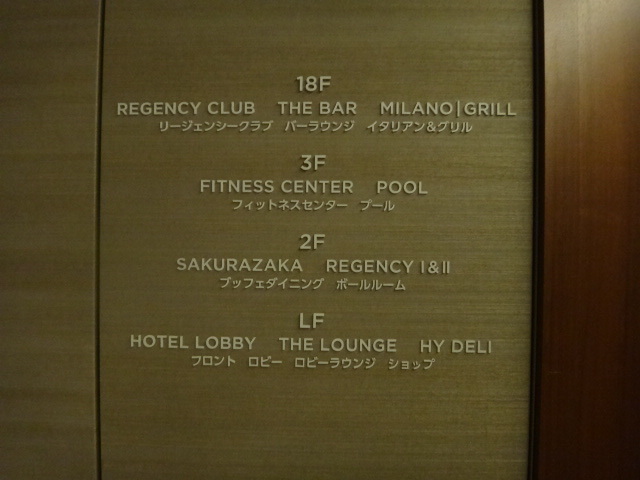 18F
REGENCY CLUB THE BAR MILANO|GRILL
リージェンシークラブ バーラウンジ イタリアン&グリル
3F
FITNESS CENTER POOL
フィットネスセンター プール
2F
SAKURAZAKA REGENCY I&II
ブッフェダイニング ボールルーム
LF
HOTEL LOBBY THE LOUNGE HY DELI
フロント ロビー ロビーラウンジ ショップ